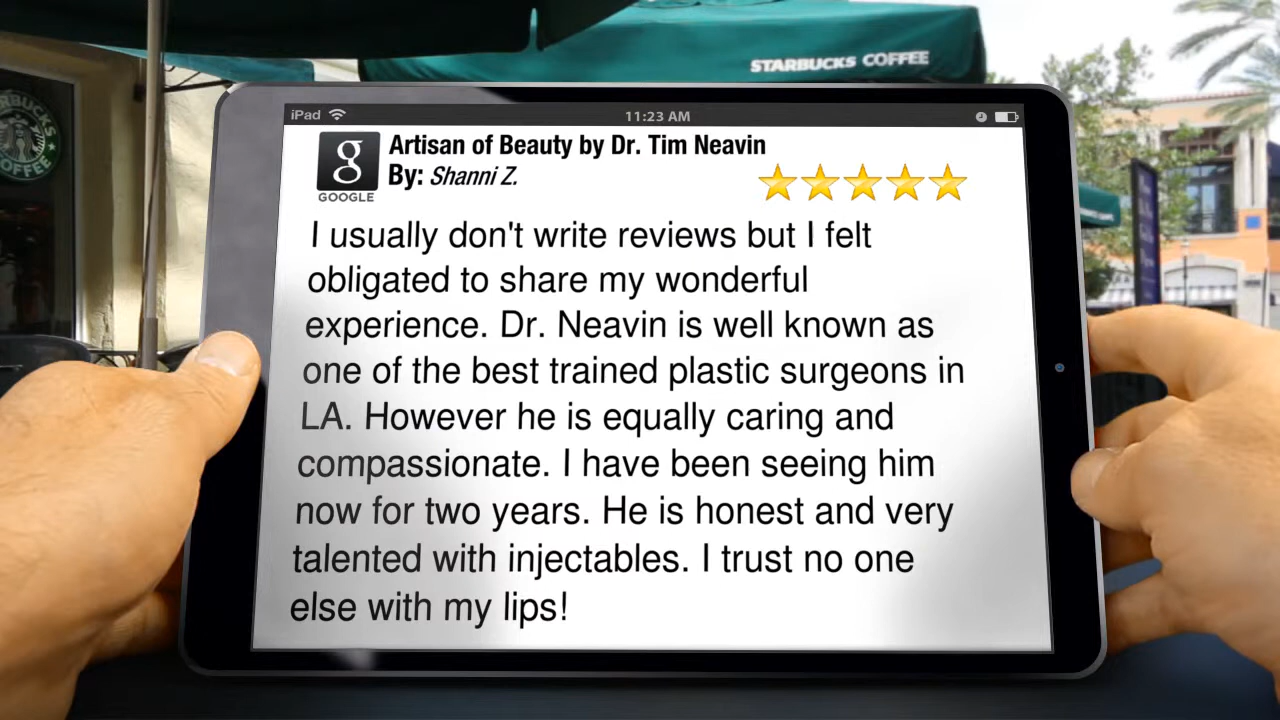 STARBUCKS COFFEE
STARBUCKS
COFFEE
iPad
11:23 AM
g
GOOGLE
Artisan of Beauty by Dr. Tim Neavin
By: Shanni Z.
I usually don't write reviews but I felt
obligated to share my wonderful
experience. Dr. Neavin is well known as
one of the best trained plastic surgeons in
LA. However he is equally caring and
compassionate. I have been seeing him
now for two years. He is honest and very
talented with injectables. I trust no one
else with my lips!